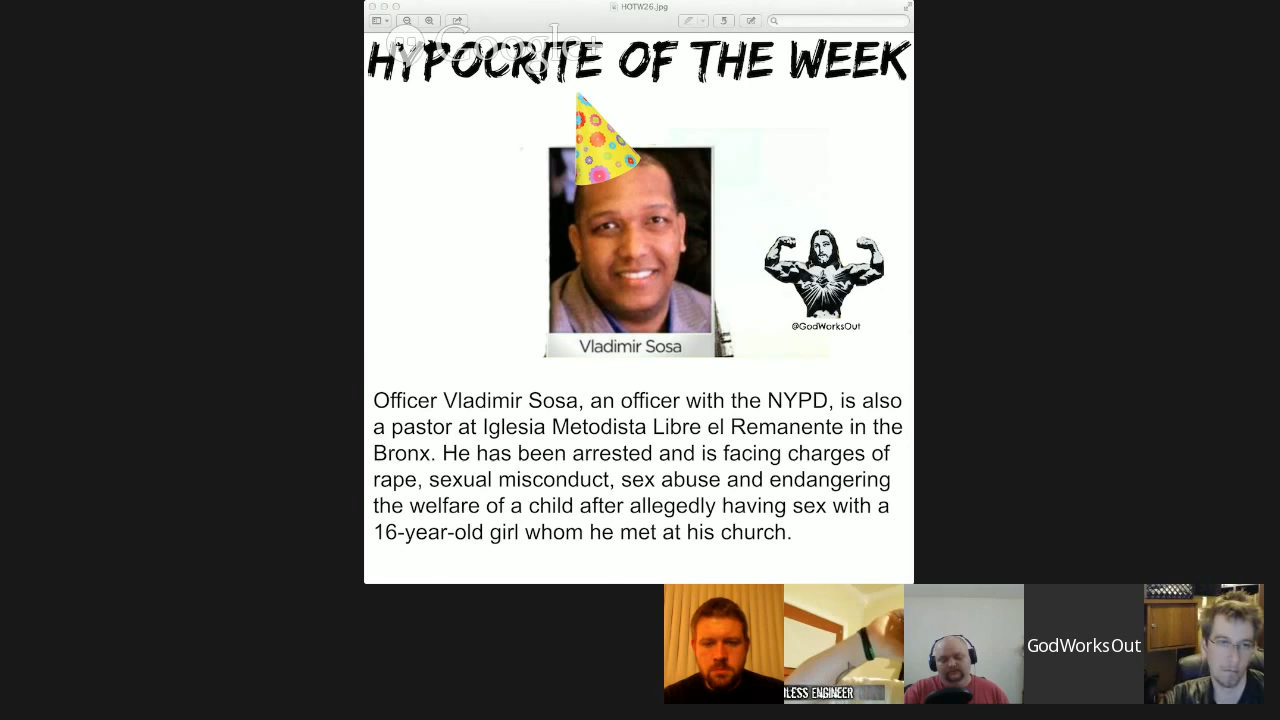 HOTW26.jpg
Google+
HYPOCRITE OF THE WEEK
@GodWorksOut
Vladimir Sosa
Officer Vladimir Sosa, an officer with the NYPD, is also
a pastor at Iglesia Metodista Libre el Remanente in the
Bronx. He has been arrested and is facing charges of
rape, sexual misconduct, sex abuse and endangering
the welfare of a child after allegedly having sex with a
16-year-old girl whom he met at his church.
GodWorksOut
LESS ENGINEER